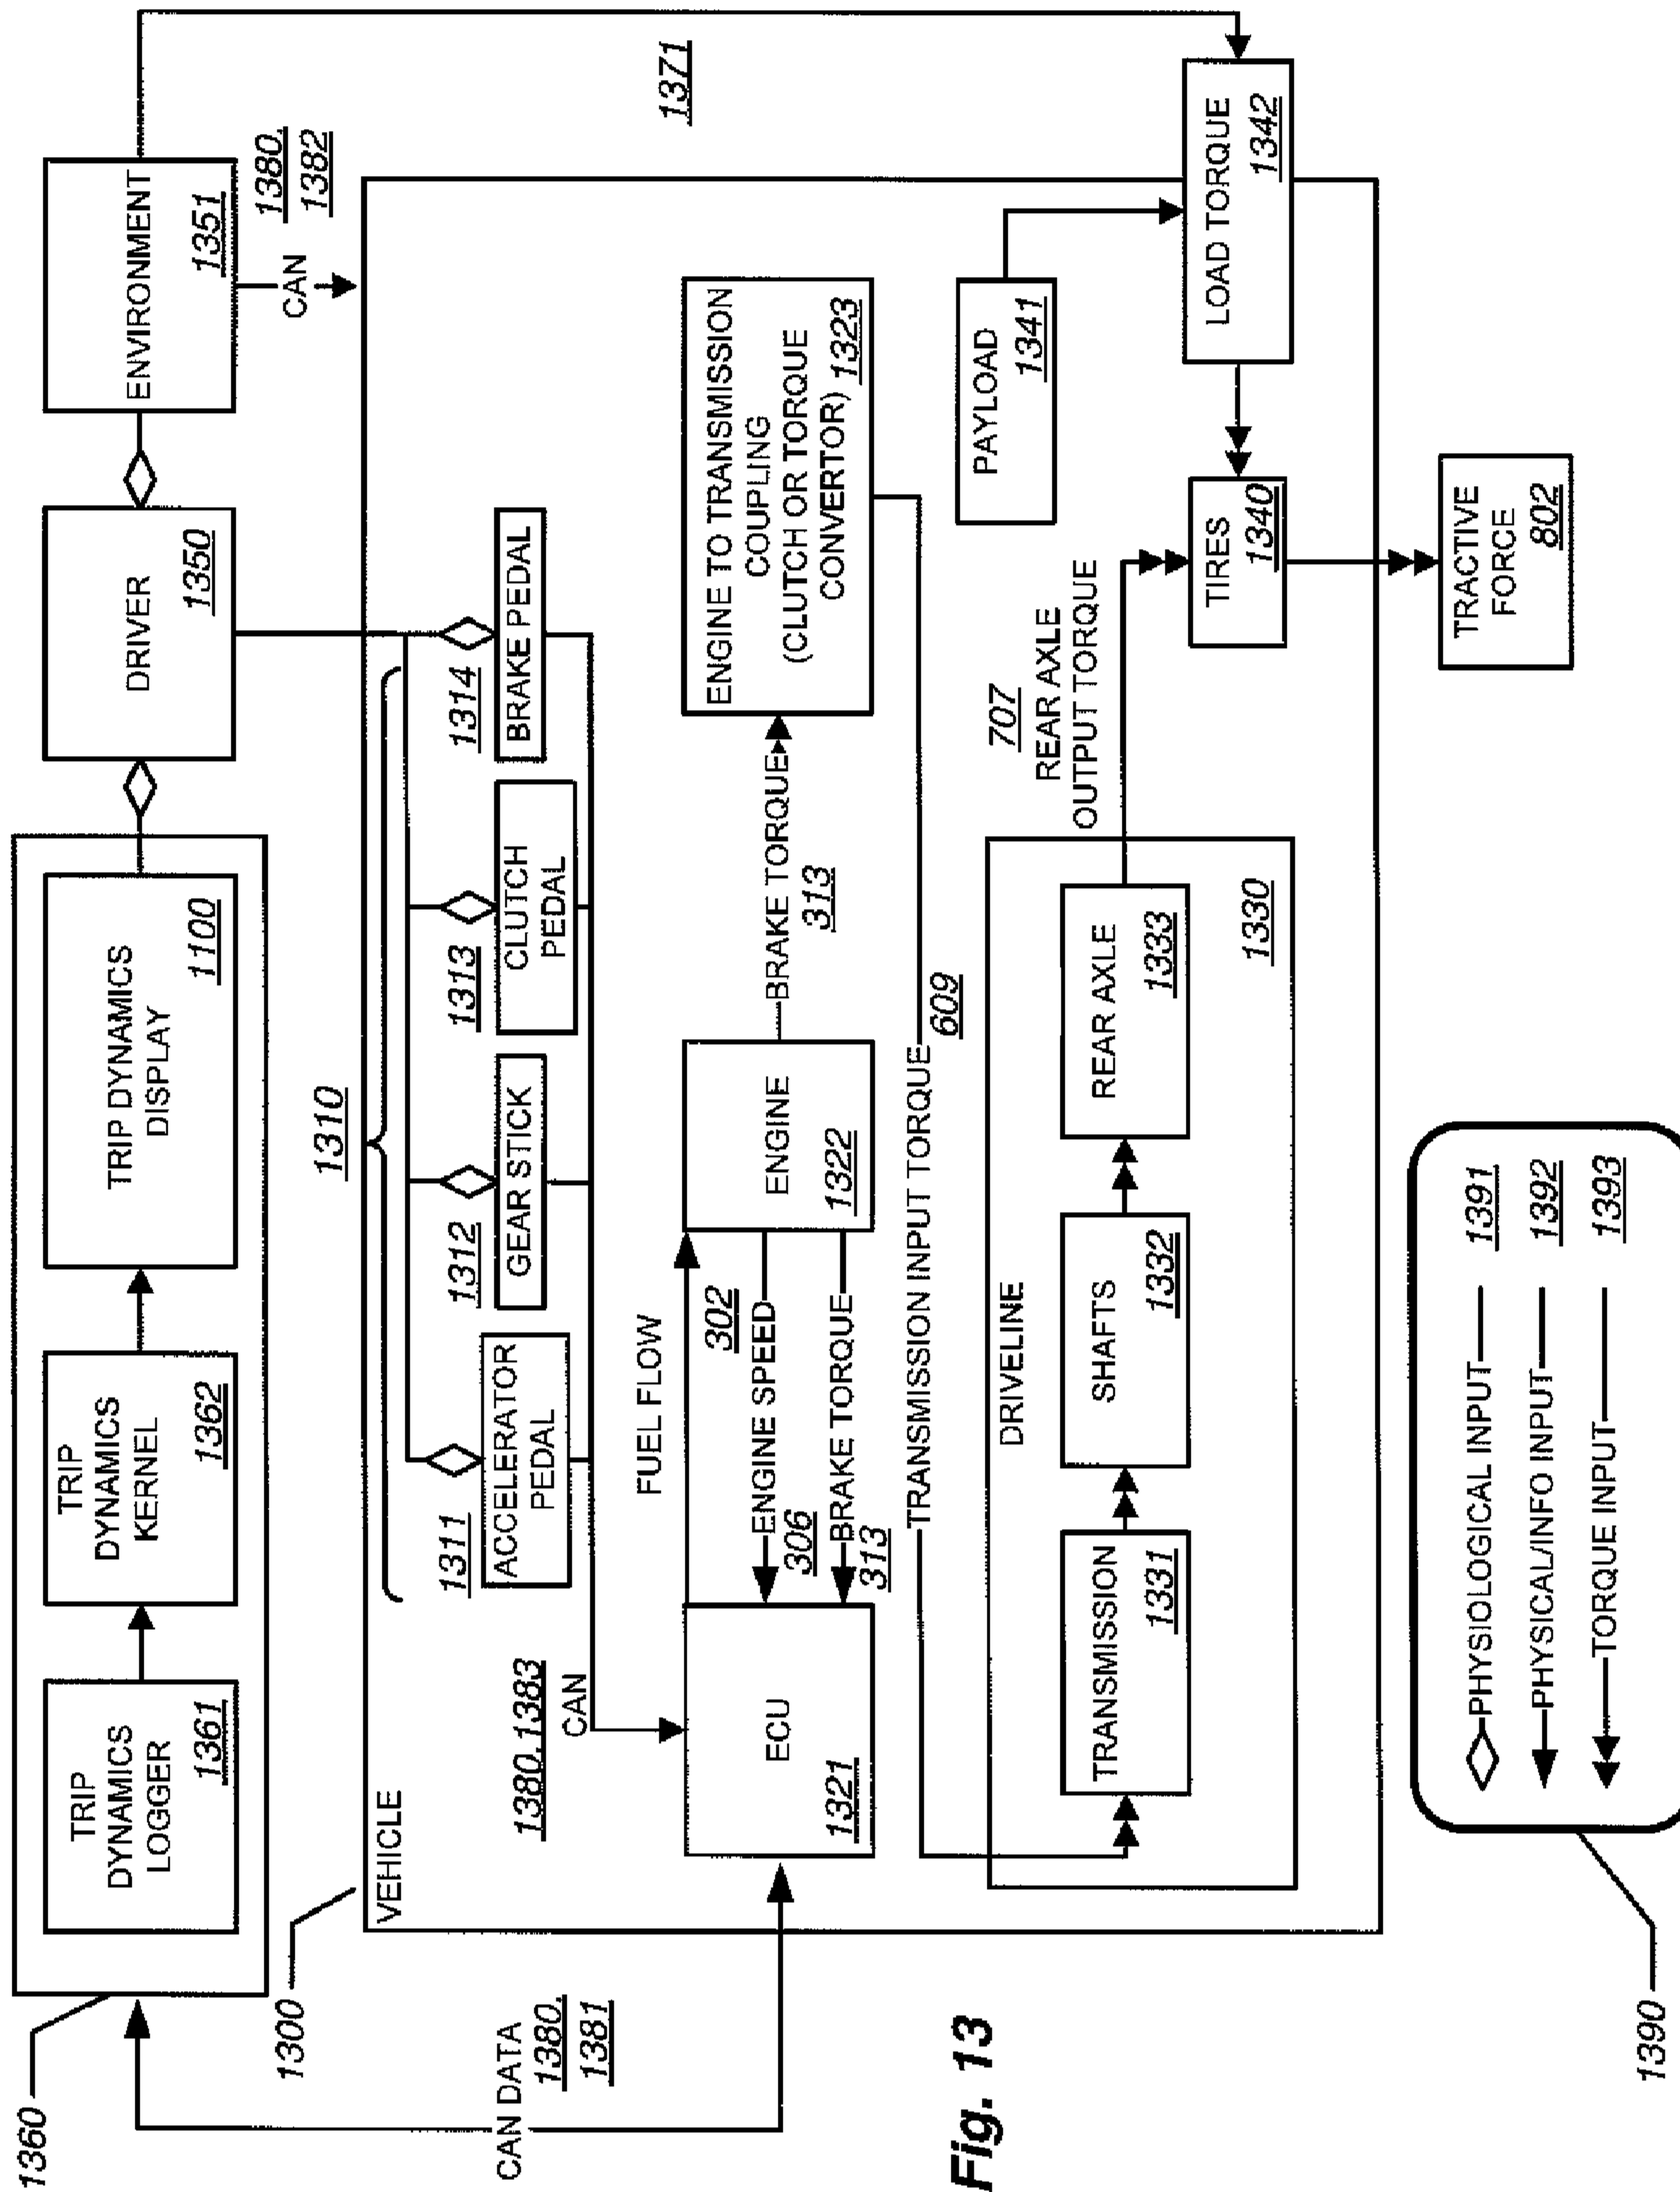 1360
TRIP
DYNAMICS
LOGGER
1361
TRIP
DYNAMICS
KERNEL
1362
TRIP DYNAMICS
DISPLAY
1100
DRIVER
1350
ENVIRONMENT
1351
CAN
1380.
1382
1371
1300
VEHICLE
1310
1311
ACCELERATOR
PEDAL
1312
GEAR STICK
1313
CLUTCH
PEDAL
1314
BRAKE PEDAL
1380.1383
CAN
CAN DATA
1380.
1381
ECU
1321
FUEL FLOW
302
ENGINE SPEED
306
BRAKE TORQUE
313
ENGINE
1322
BRAKE TORQUE
313
ENGINE TO TRANSMISSION
COUPLING
(CLUTCH OR TORQUE
CONVERTOR)
1323
TRANSMISSION INPUT TORQUE
609
DRIVELINE
TRANSMISSION
1331
SHAFTS
1332
REAR AXLE
1333
1330
707
REAR AXLE
OUTPUT TORQUE
PAYLOAD
1341
LOAD TORQUE
1342
TIRES
1340
TRACTIVE
FORCE
802
PHYSIOLOGICAL INPUT
1391
PHYSICAL/INFO INPUT
1392
TORQUE INPUT
1393
1390
Fig. 13